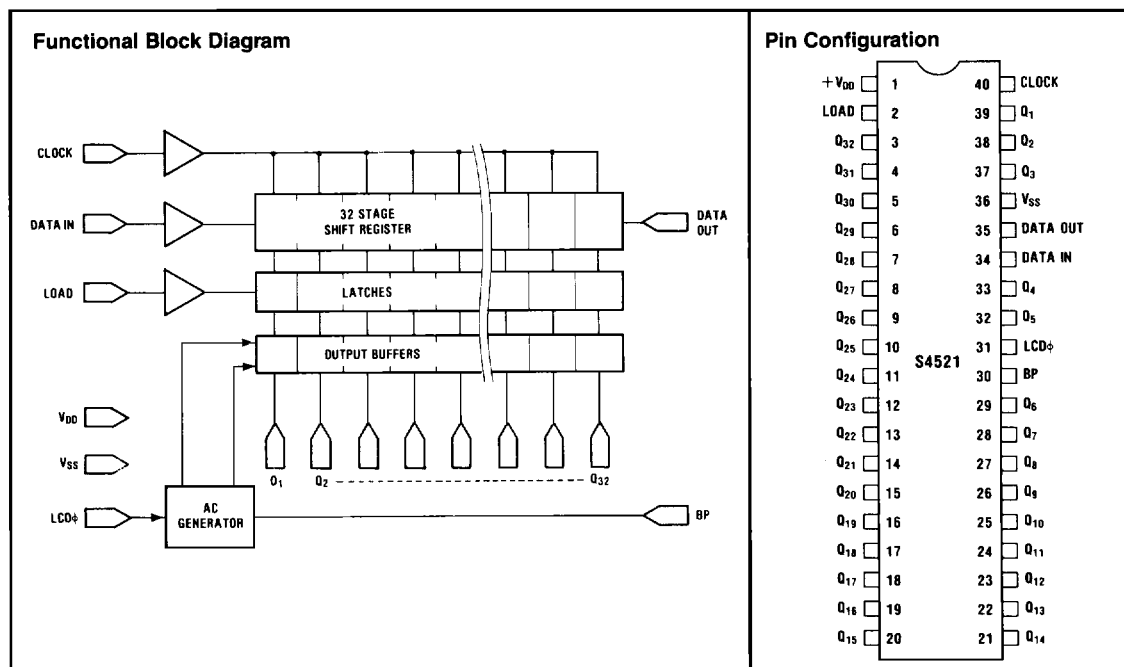 Functional Block Diagram
CLOCK
DATA IN
32 STAGE
SHIFT REGISTER
DATA
OUT
LOAD
LATCHES
OUTPUT BUFFERS
VDD
VSS
Q1 Q2 Q32
LCDϕ
AC
GENERATOR
BP
Pin Configuration
+VDD 1 40 CLOCK
LOAD 2 39 Q1
Q32 3 38 Q2
Q31 4 37 Q3
Q30 5 36 VSS
Q29 6 35 DATA OUT
Q28 7 34 DATA IN
Q27 8 33 Q4
Q26 9 32 Q5
Q25 10 31 LCDϕ
S4521
Q24 11 30 BP
Q23 12 29 Q6
Q22 13 28 Q7
Q21 14 27 Q8
Q20 15 26 Q9
Q19 16 25 Q10
Q18 17 24 Q11
Q17 18 23 Q12
Q16 19 22 Q13
Q15 20 21 Q14